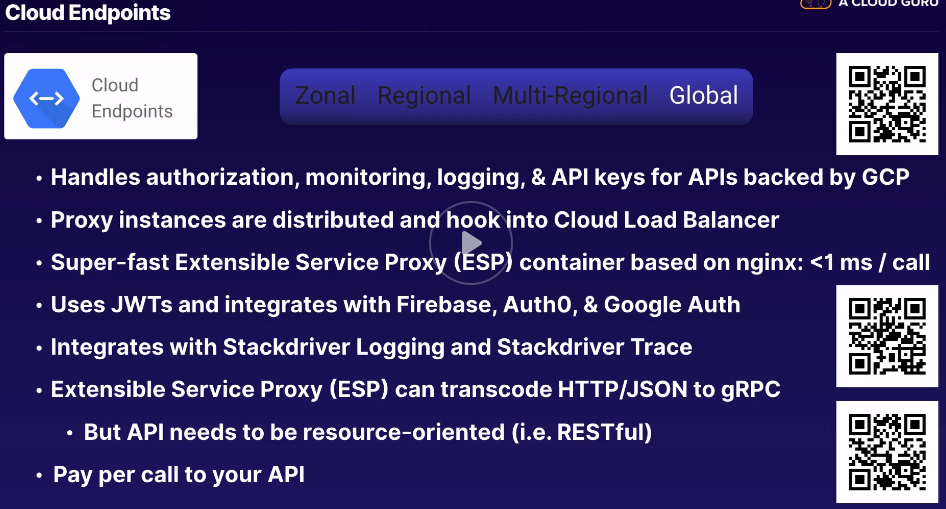 Cloud Endpoints
A CLOUD GURU
Cloud
Endpoints
Zonal Regional Multi-Regional Global
• Handles authorization, monitoring, logging, & API keys for APIs backed by GCP
• Proxy instances are distributed and hook into Cloud Load Balancer
• Super-fast Extensible Service Proxy (ESP) container based on nginx: <1 ms / call
• Uses JWTs and integrates with Firebase, Auth0, & Google Auth
• Integrates with Stackdriver Logging and Stackdriver Trace
• Extensible Service Proxy (ESP) can transcode HTTP/JSON to gRPC
• But API needs to be resource-oriented (i.e. RESTful)
• Pay per call to your API